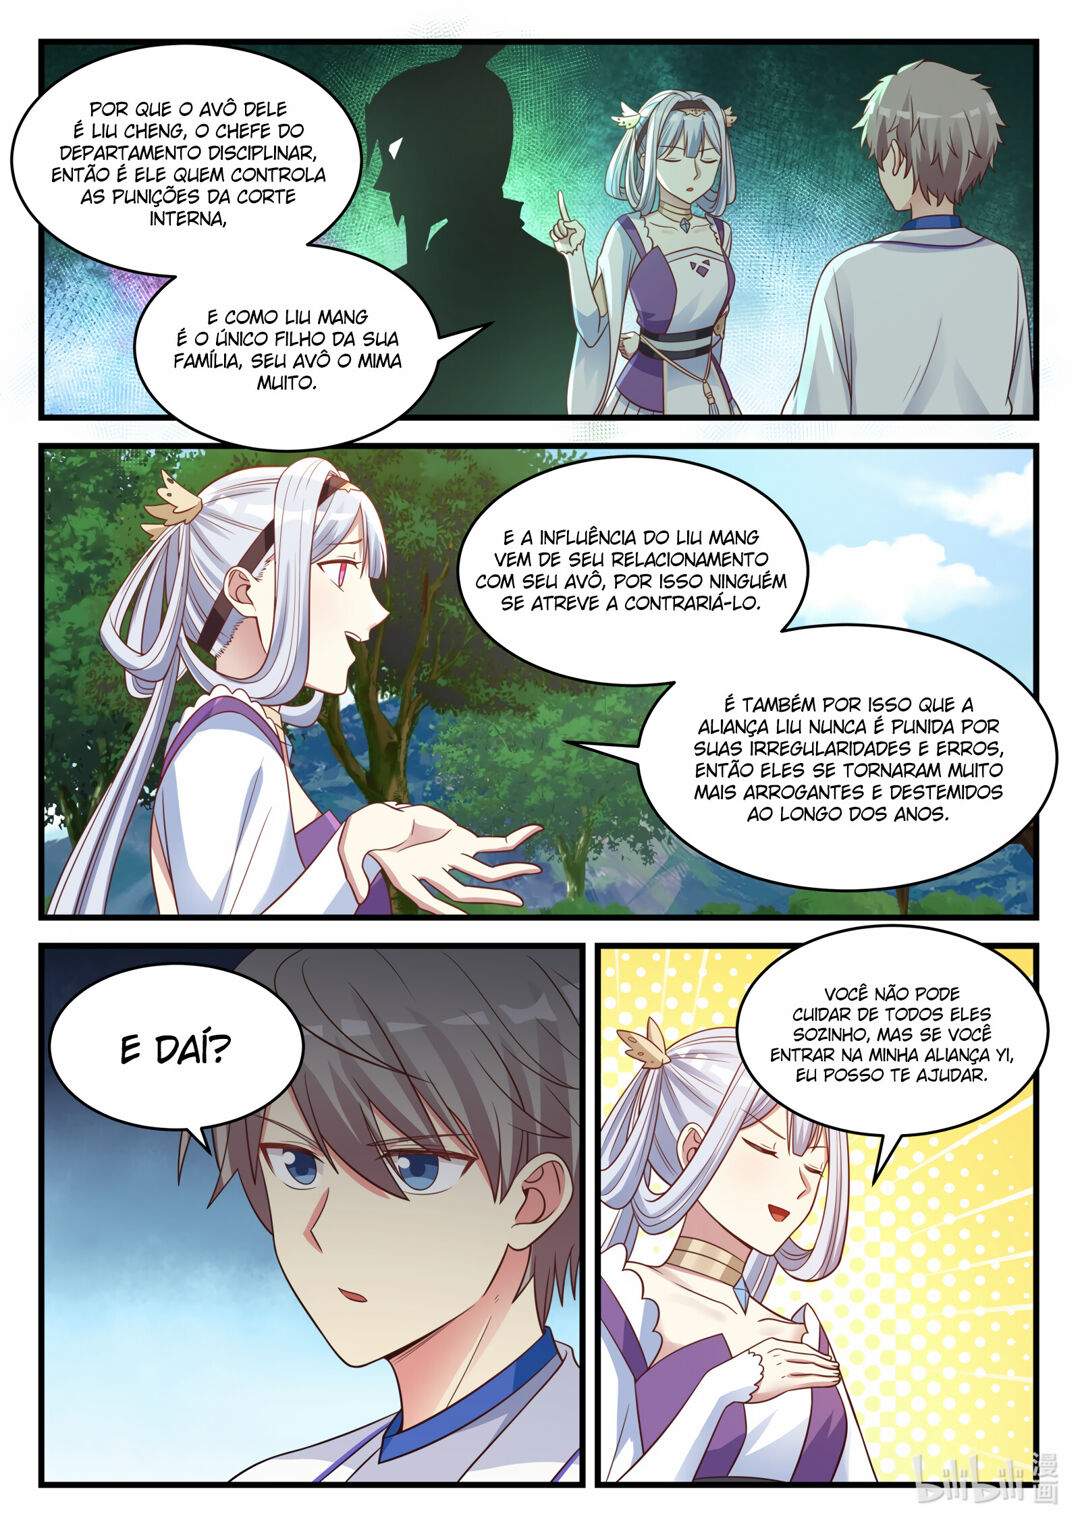 POR QUE O AVÔ DELE
É LIU CHENG, O CHEFE DO
DEPARTAMENTO DISCIPLINAR,
ENTÃO É ELE QUEM CONTROLA
AS PUNIÇÕES DA CORTE
INTERNA,
E COMO LIU MANG
É O ÚNICO FILHO DA SUA
FAMÍLIA, SEU AVÔ O MIMA
MUITO.
E A INFLUÊNCIA DO LIU MANG
VEM DE SEU RELACIONAMENTO
COM SEU AVÔ, POR ISSO NINGUÉM
SE ATREVE A CONTRARIÁ-LO.
É TAMBÉM POR ISSO QUE A
ALIANÇA LIU NUNCA É PUNIDA POR
SUAS IRREGULARIDADES E ERROS,
ENTÃO ELES SE TORNARAM MUITO
MAIS ARROGANTES E DESTEMIDOS
AO LONGO DOS ANOS.
E DAÍ?
VOCÊ NÃO PODE
CUIDAR DE TODOS ELES
SOZINHO, MAS SE VOCÊ
ENTRAR NA MINHA ALIANÇA YI,
EU POSSO TE AJUDAR.
bilibili 漫画